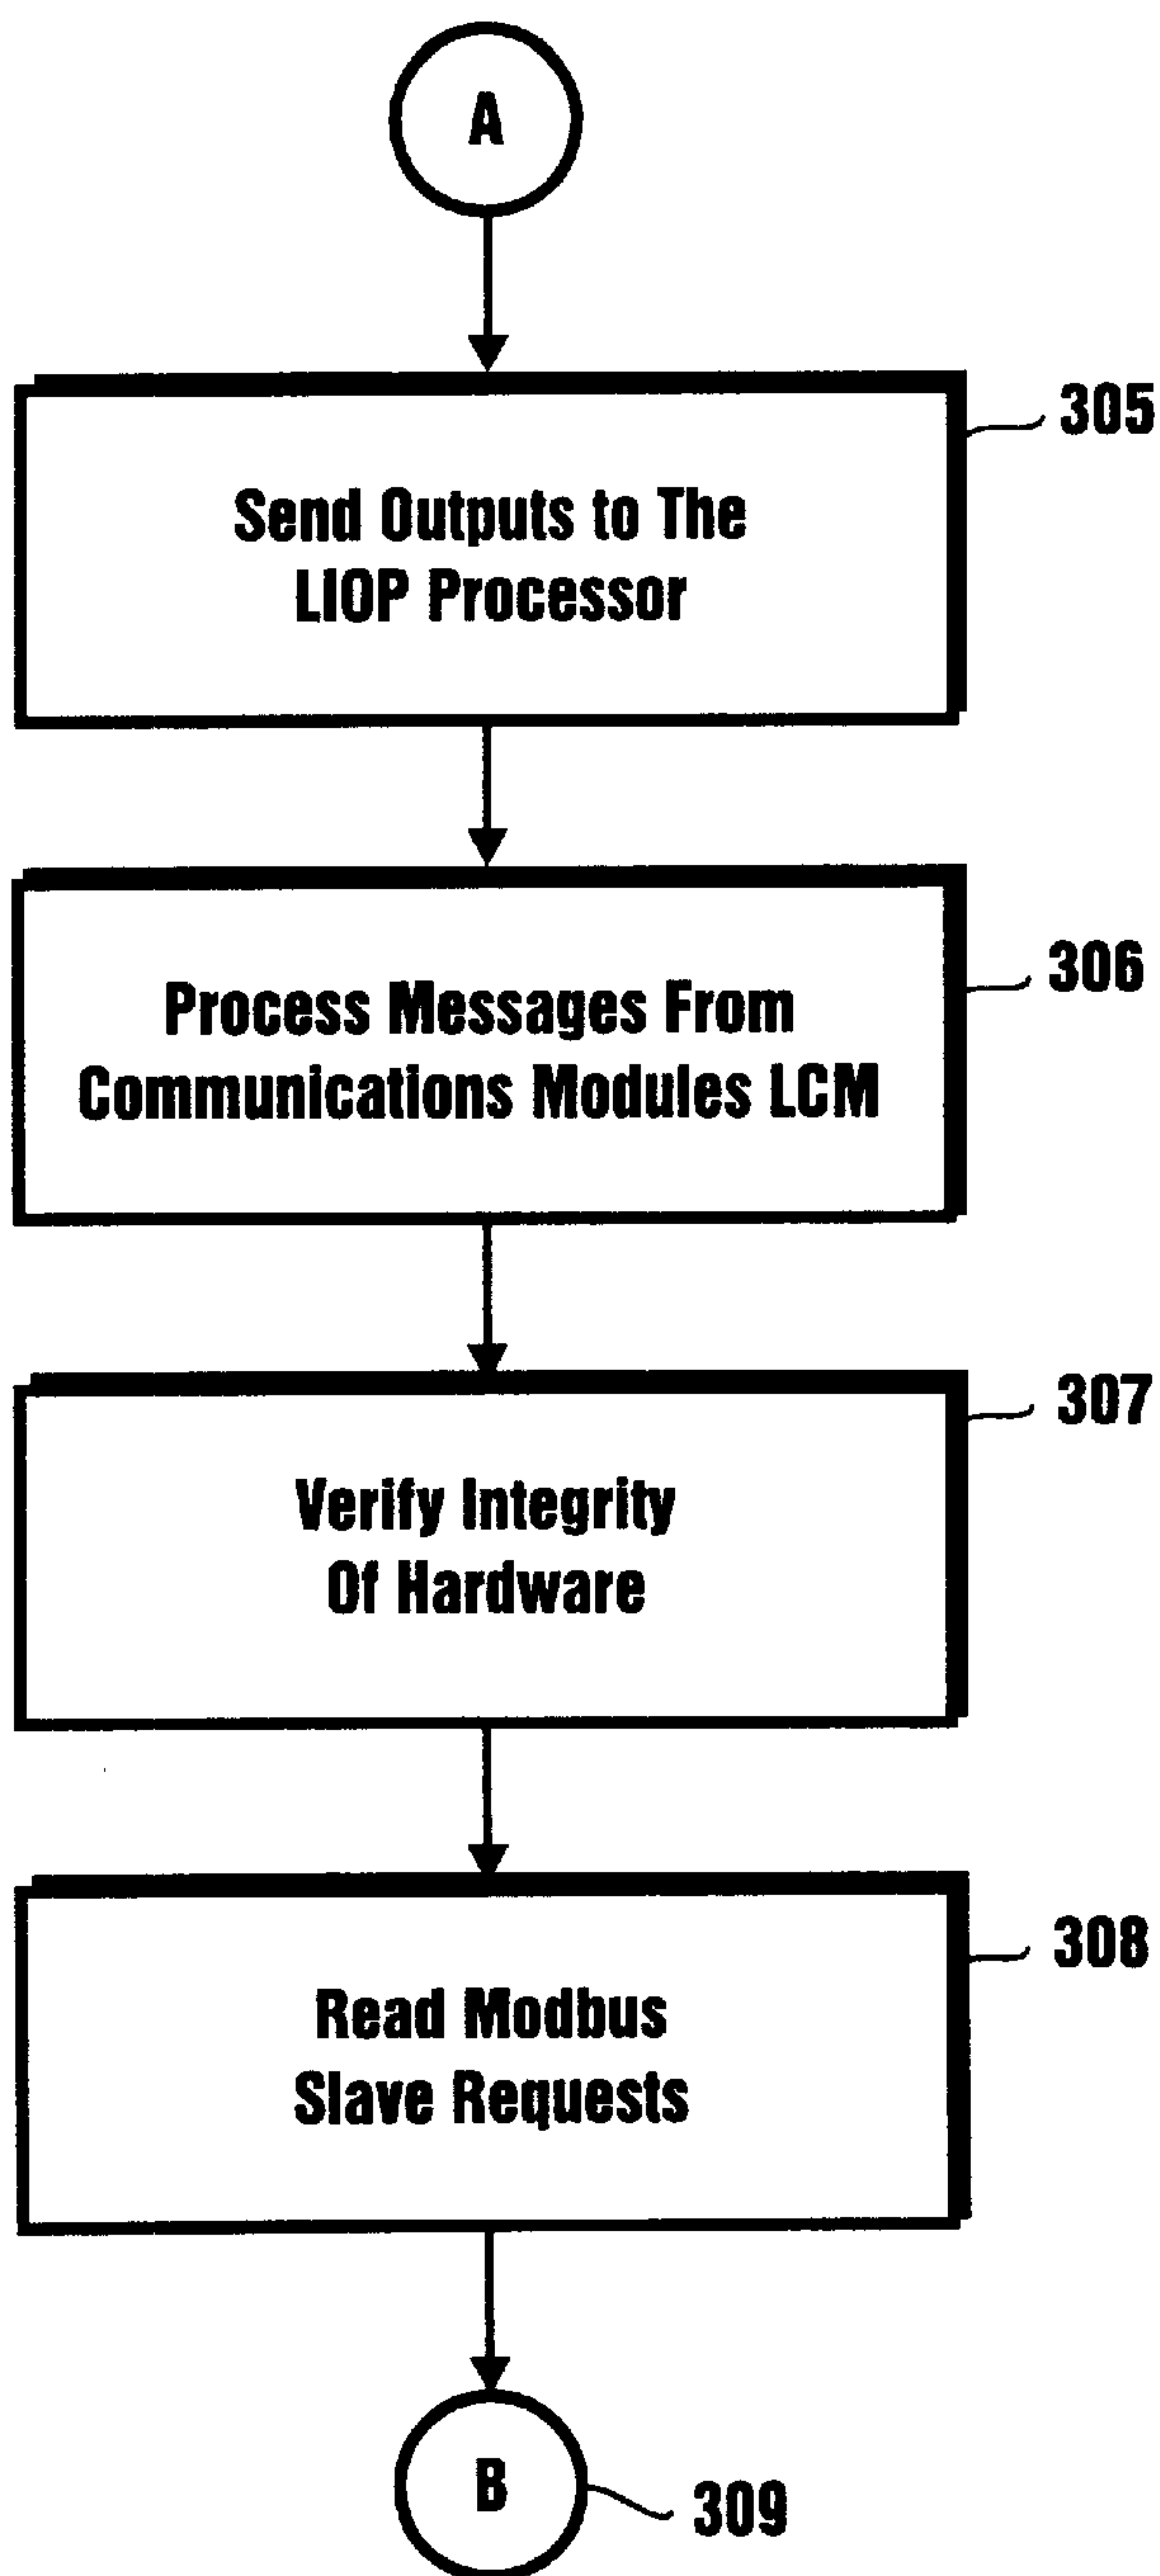 A
305
Send Outputs to The
LIOP Processor
306
Process Messages From
Communications Modules LCM
307
Verify Integrity
Of Hardware
308
Read Modbus
Slave Requests
B
309